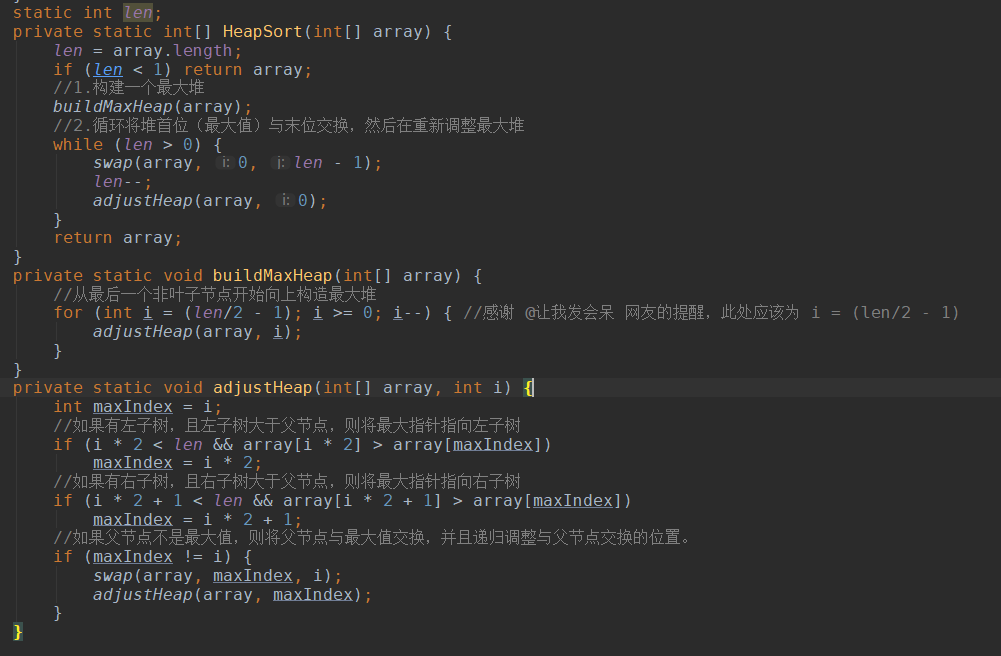 static int len;
private static int[] HeapSort(int[] array) {
    len = array.length;
    if (len < 1) return array;
    //1.构建一个最大堆
    buildMaxHeap(array);
    //2.循环将堆首位（最大值）与末位交换，然后在重新调整最大堆
    while (len > 0) {
        swap(array, i: 0, j: len - 1);
        len--;
        adjustHeap(array, i: 0);
    }
    return array;
}
private static void buildMaxHeap(int[] array) {
    //从最后一个非叶子节点开始向上构造最大堆
    for (int i = (len/2 - 1); i >= 0; i--) { //感谢 @让我发会呆 网友的提醒，此处应该为 i = (len/2 - 1)
        adjustHeap(array, i);
    }
}
private static void adjustHeap(int[] array, int i) {
    int maxIndex = i;
    //如果有左子树，且左子树大于父节点，则将最大指针指向左子树
    if (i * 2 < len && array[i * 2] > array[maxIndex])
        maxIndex = i * 2;
    //如果有右子树，且右子树大于父节点，则将最大指针指向右子树
    if (i * 2 + 1 < len && array[i * 2 + 1] > array[maxIndex])
        maxIndex = i * 2 + 1;
    //如果父节点不是最大值，则将父节点与最大值交换，并且递归调整与父节点交换的位置。
    if (maxIndex != i) {
        swap(array, maxIndex, i);
        adjustHeap(array, maxIndex);
    }
}